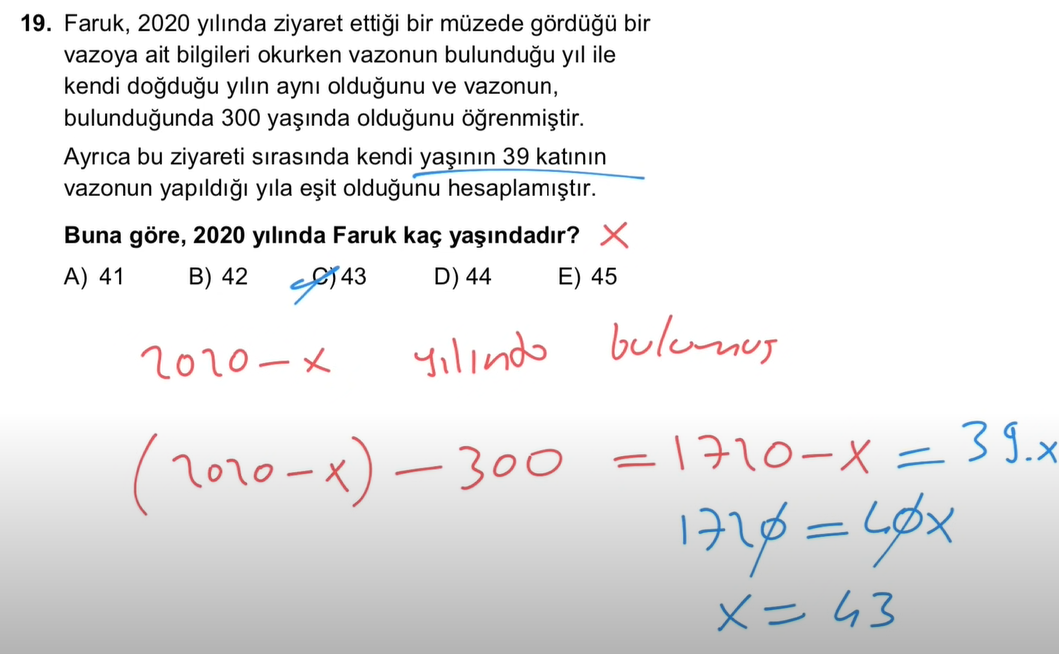 19. Faruk, 2020 yılında ziyaret ettiği bir müzede gördüğü bir
vazoya ait bilgileri okurken vazonun bulunduğu yıl ile
kendi doğduğu yılın aynı olduğunu ve vazonun,
bulunduğunda 300 yaşında olduğunu öğrenmiştir.
Ayrıca bu ziyareti sırasında kendi yaşının 39 katının
vazonun yapıldığı yıla eşit olduğunu hesaplamıştır.
Buna göre, 2020 yılında Faruk kaç yaşındadır? x
A) 41 B) 42 C) 43 D) 44 E) 45
2020 - x yılında bulunmuş
(2020 - x) - 300 = 1720 - x = 39.x
1720 = 40x
x = 43